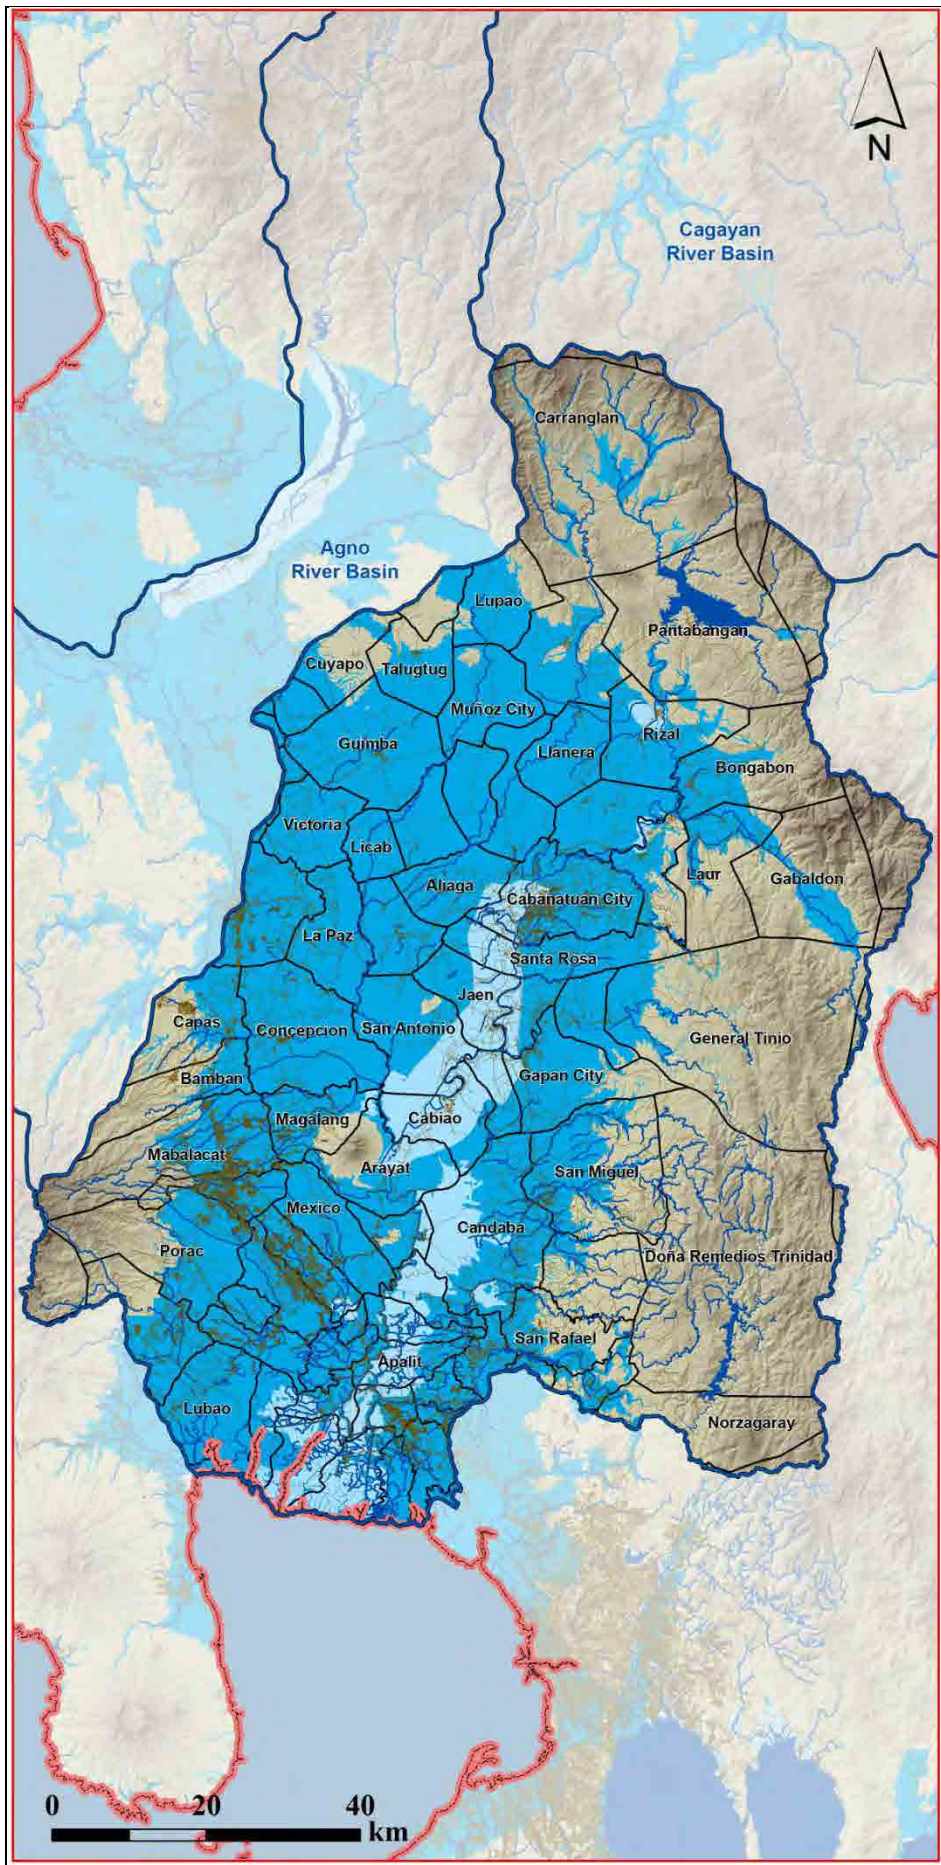 N
Cagayan
River Basin
Carranglan
Agno
River Basin
Lupao
Pantabangan
Cuyapo
Talugtug
Muñoz City
Rizal
Guimba
Llanera
Bongabon
Victoria
Licab
Laur
Gabaldon
Aliaga
Cabanatuan City
La Paz
Santa Rosa
Jaen
Capas
Concepcion
San Antonio
General Tinio
Bamban
Gapan City
Magalang
Cabiao
Mabalacat
Arayat
San Miguel
Mexico
Candaba
Porac
Doña Remedios Trinidad
San Rafael
Apalit
Lubao
Norzagaray
0 20 40
km